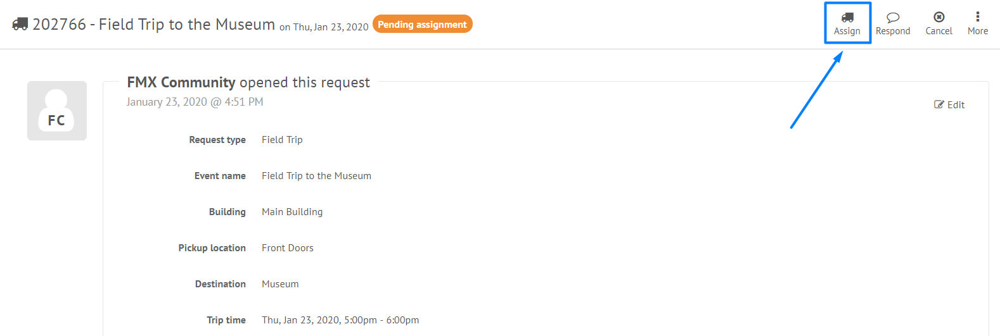 202766 - Field Trip to the Museum on Thu, Jan 23, 2020 Pending assignment
Assign Respond Cancel More
FMX Community opened this request
January 23, 2020 @ 4:51 PM
Edit
FC
Request type Field Trip
Event name Field Trip to the Museum
Building Main Building
Pickup location Front Doors
Destination Museum
Trip time Thu, Jan 23, 2020, 5:00pm - 6:00pm